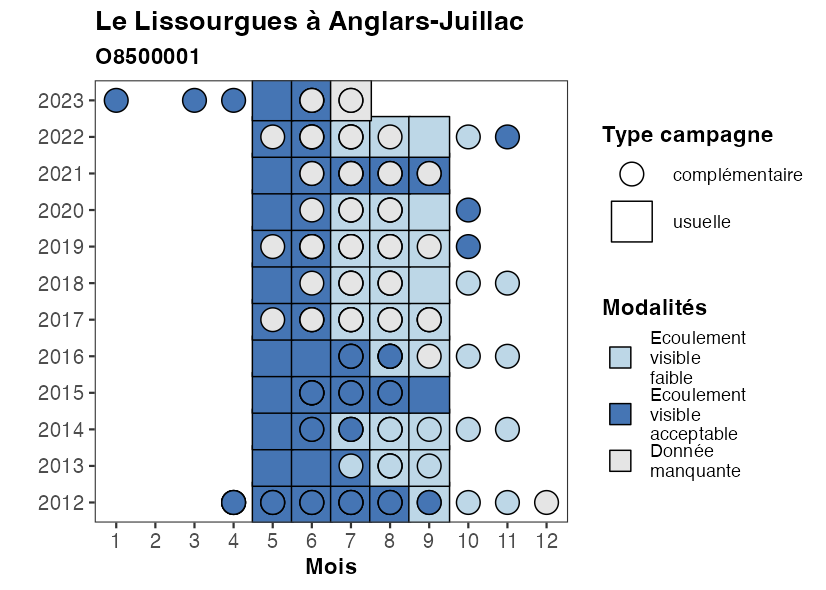 Le Lissourgues à Anglars-Juillac
O8500001
2023
2022
2021
2020
2019
2018
2017
2016
2015
2014
2013
2012
1 2 3 4 5 6 7 8 9 10 11 12
Mois
Type campagne
complémentaire
usuelle
Modalités
Ecoulement
visible
faible
Ecoulement
visible
acceptable
Donnée
manquante